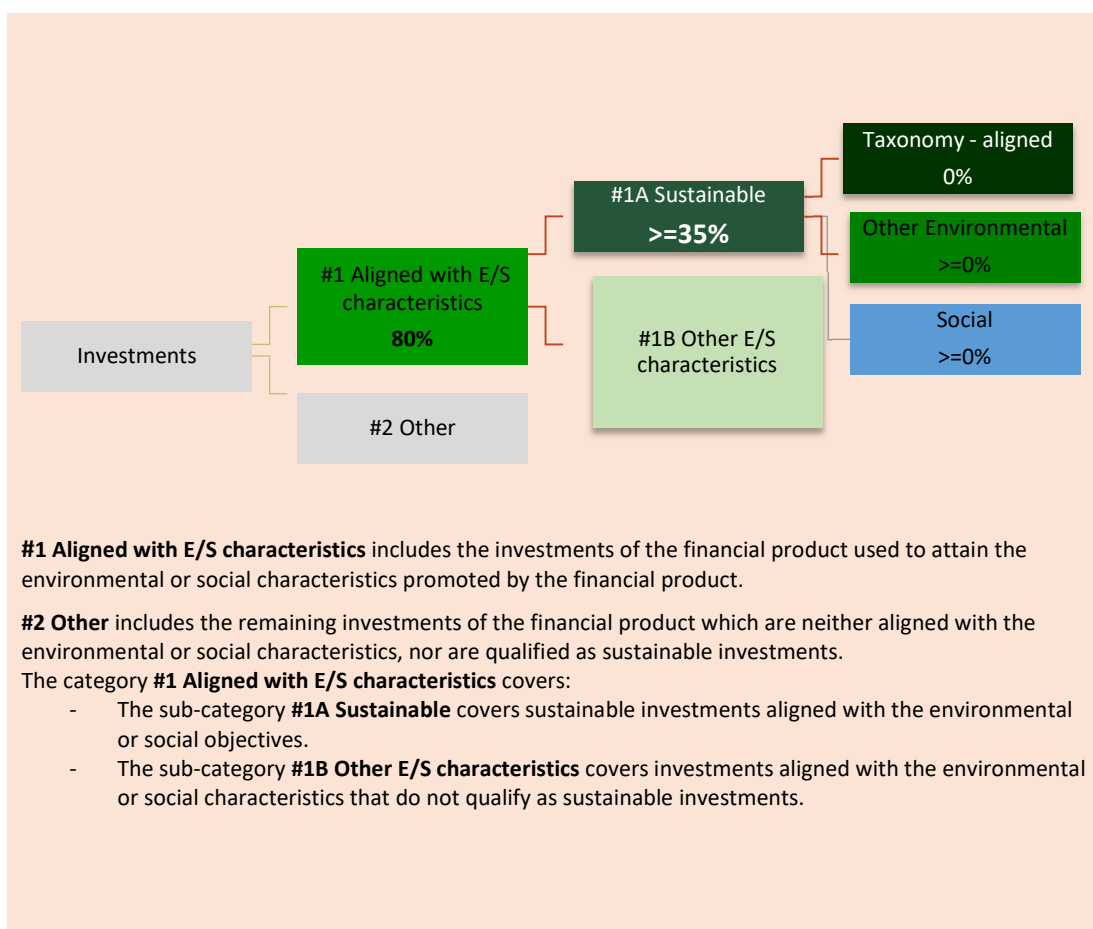 Taxonomy - aligned
0%
#1A Sustainable
>=35%
Other Environmental
>=0%
#1 Aligned with E/S
characteristics
80%
Social
>=0%
#1B Other E/S
characteristics
Investments
#2 Other
#1 Aligned with E/S characteristics includes the investments of the financial product used to attain the
environmental or social characteristics promoted by the financial product.
#2 Other includes the remaining investments of the financial product which are neither aligned with the
environmental or social characteristics, nor are qualified as sustainable investments.
The category #1 Aligned with E/S characteristics covers:
- The sub-category #1A Sustainable covers sustainable investments aligned with the environmental
or social objectives.
- The sub-category #1B Other E/S characteristics covers investments aligned with the environmental
or social characteristics that do not qualify as sustainable investments.